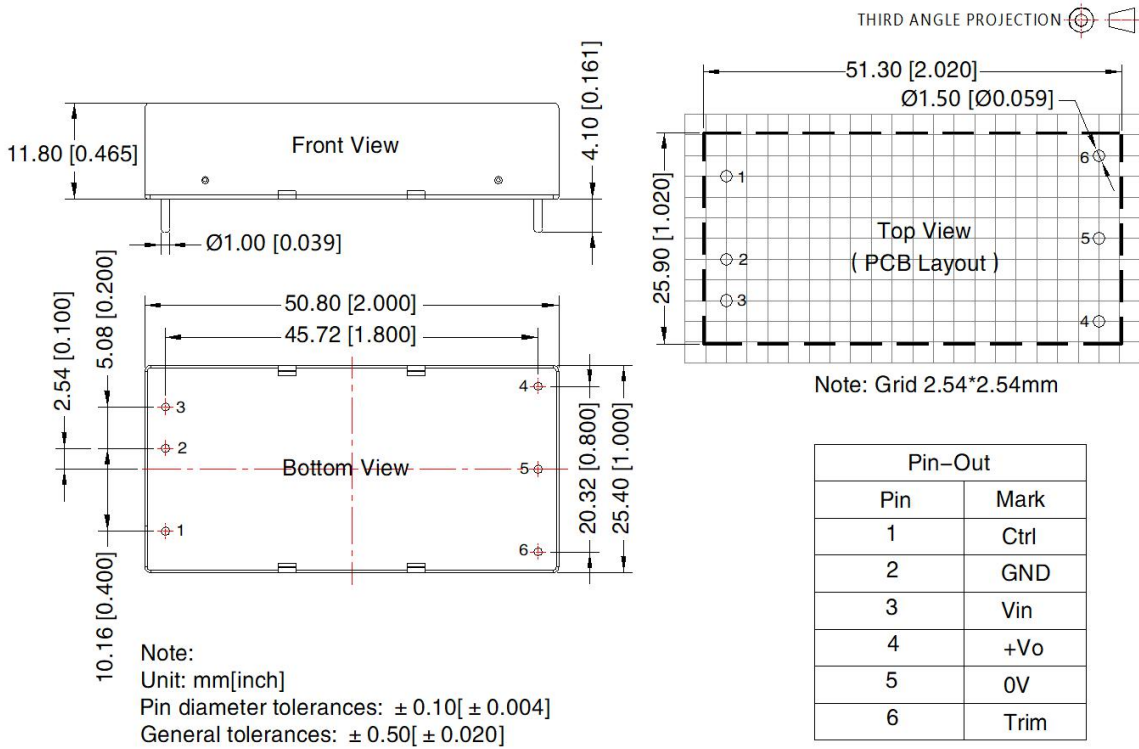 THIRD ANGLE PROJECTION
11.80 [0.465]
Front View
4.10 [0.161]
Ø1.00 [0.039]
51.30 [2.020]
Ø1.50 [Ø0.059]
25.90 [1.020]
1
2
3
6
5
4
Top View
( PCB Layout )
Note: Grid 2.54*2.54mm
50.80 [2.000]
45.72 [1.800]
2.54 [0.100]
5.08 [0.200]
10.16 [0.400]
3
2
1
4
5
6
Bottom View
20.32 [0.800]
25.40 [1.000]
Note:
Unit: mm[inch]
Pin diameter tolerances: ± 0.10[ ± 0.004]
General tolerances: ± 0.50[ ± 0.020]
Pin-Out
Pin Mark
1 Ctrl
2 GND
3 Vin
4 +Vo
5 0V
6 Trim